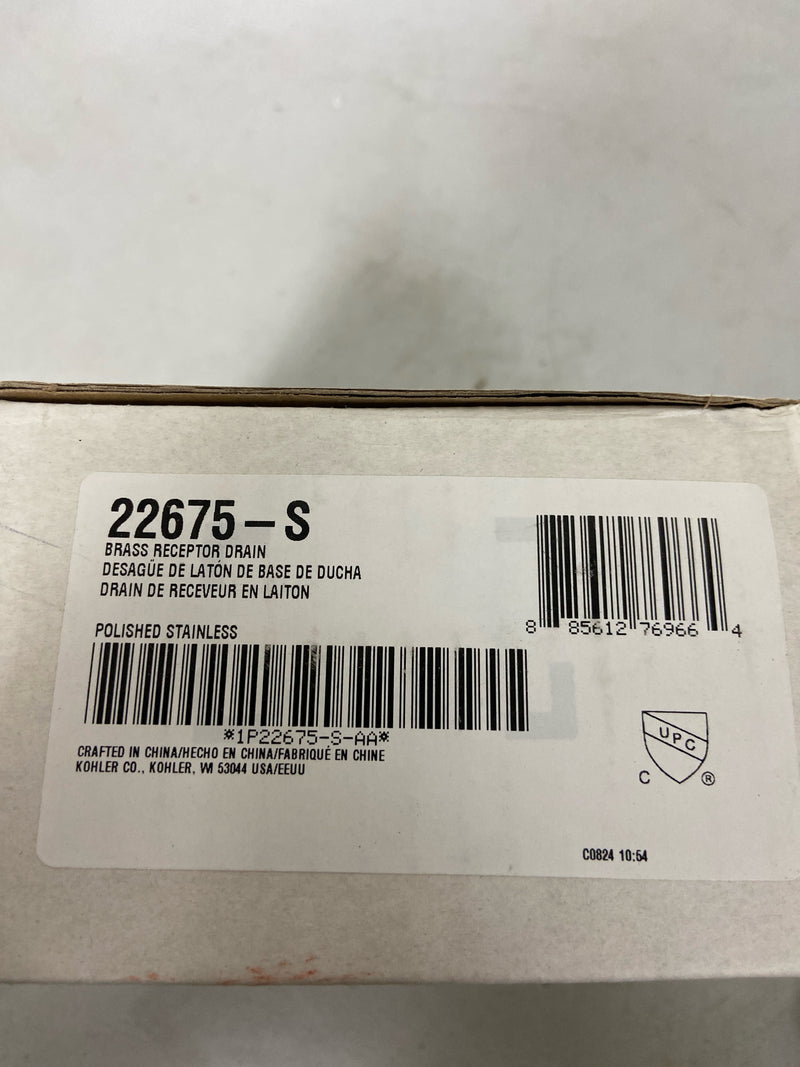 22675-S
BRASS RECEPTOR DRAIN
DESAGÜE DE LATÓN DE BASE DE DUCHA
DRAIN DE RECEVEUR EN LAITON
POLISHED STAINLESS
8 85612 76966 4
*1P22675-S-AA*
CRAFTED IN CHINA/HECHO EN CHINA/FABRIQUÉ EN CHINE
KOHLER CO., KOHLER, WI 53044 USA/EEUU
UPC
C ®
C0824 10:54